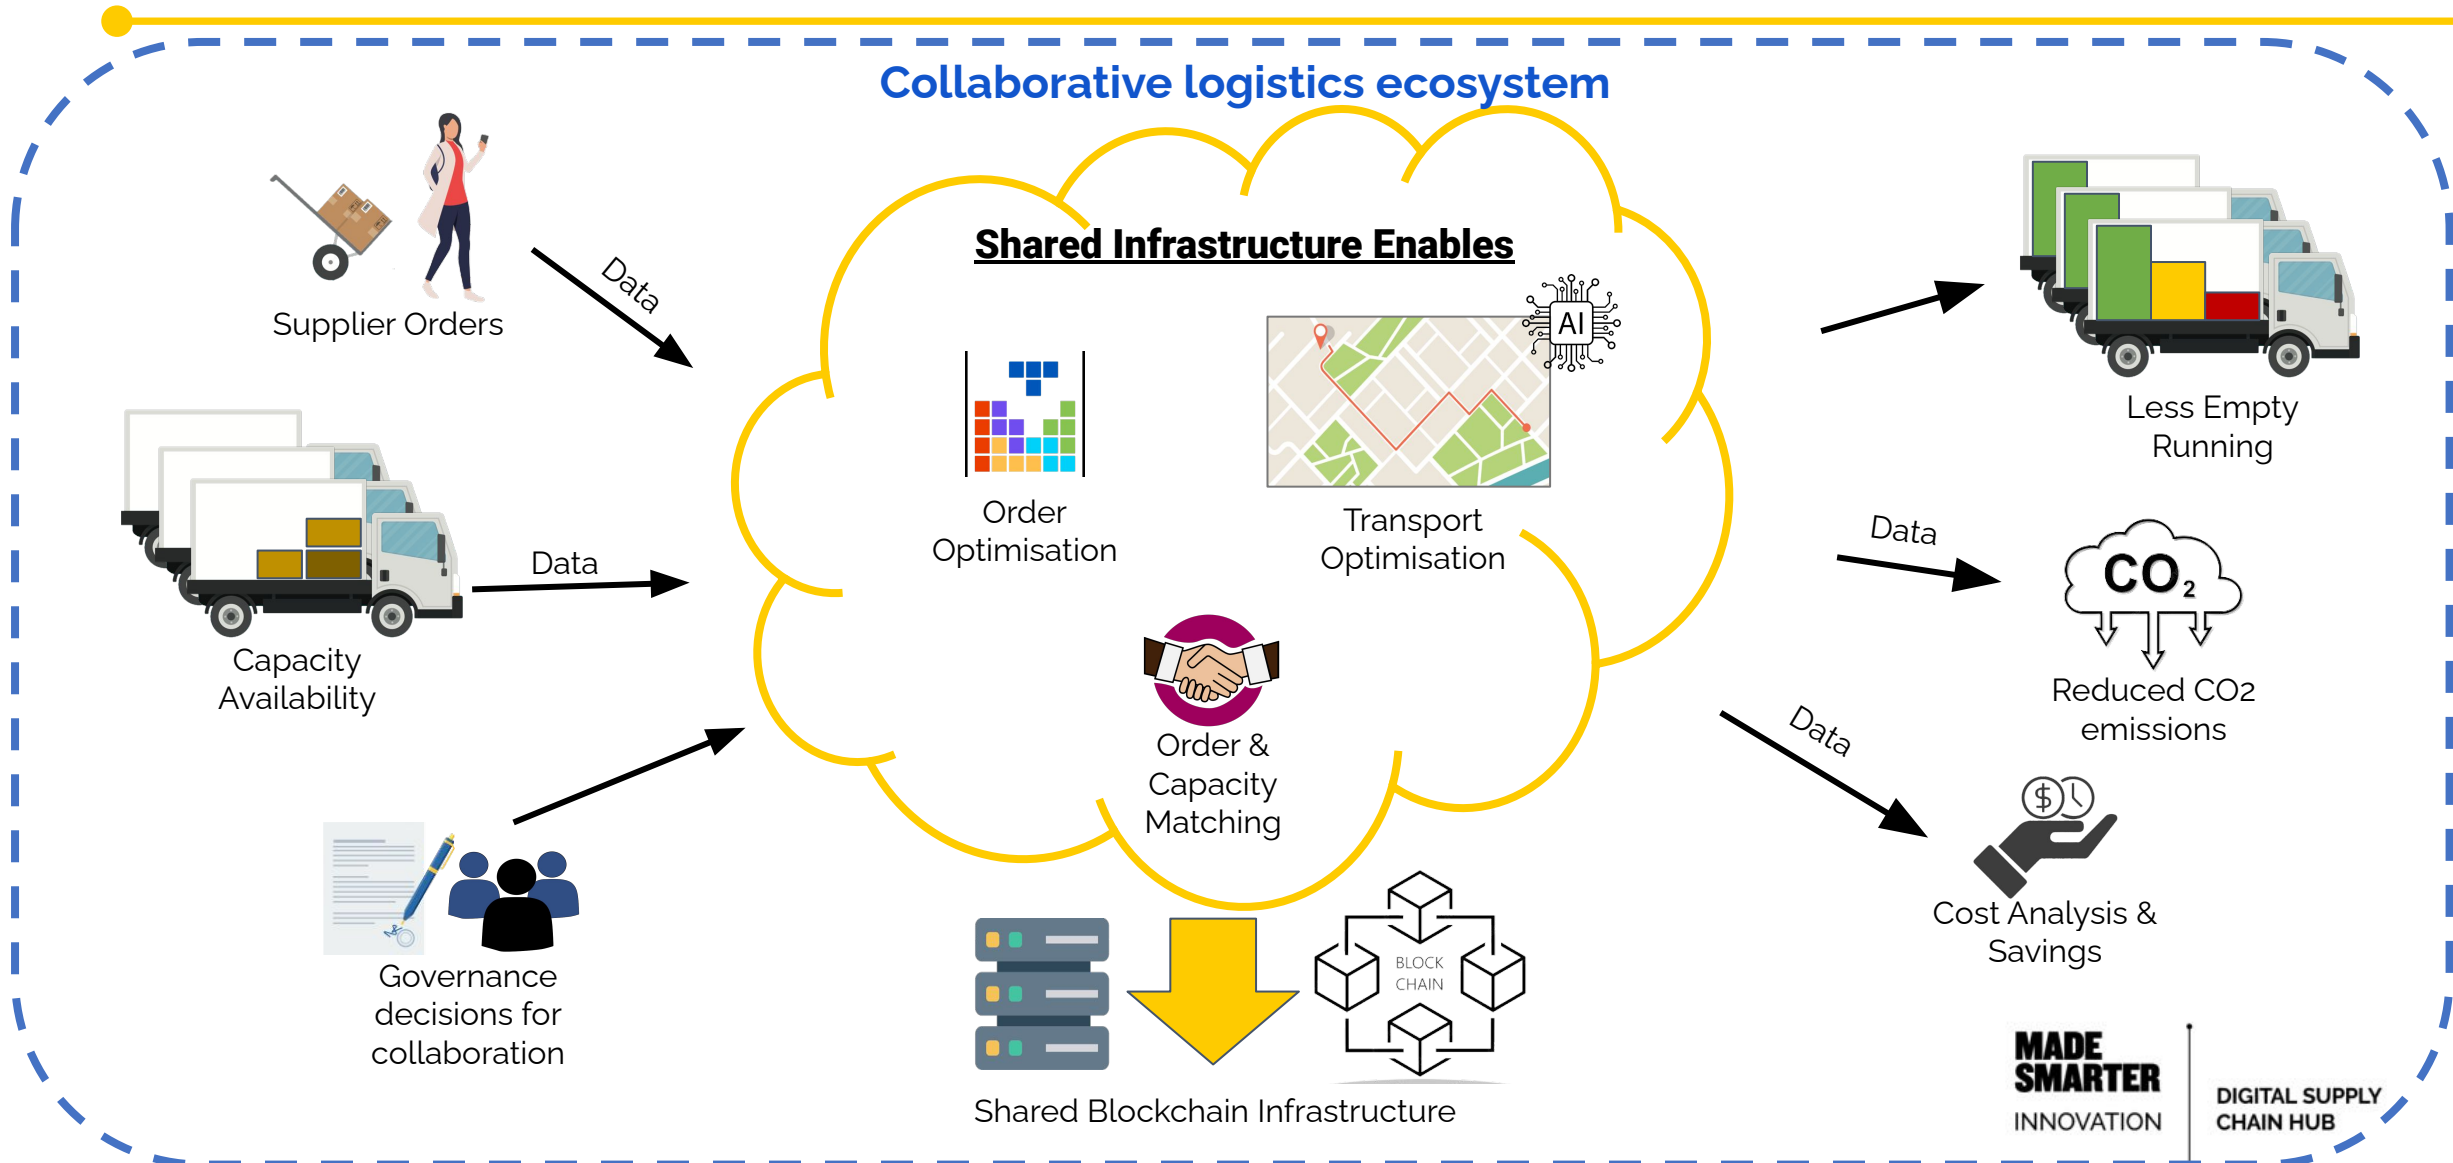 Collaborative logistics ecosystem
Supplier Orders
Data
Capacity
Availability
Data
Governance
decisions for
collaboration
Shared Infrastructure Enables
Order
Optimisation
AI
Transport
Optimisation
Order &
Capacity
Matching
BLOCK
CHAIN
Shared Blockchain Infrastructure
Less Empty
Running
Data
CO2
Reduced CO2
emissions
Data
$
Cost Analysis &
Savings
MADE
SMARTER
INNOVATION
DIGITAL SUPPLY
CHAIN HUB